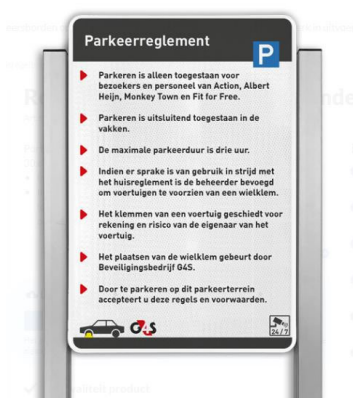 Parkeerreglement
P
Parkeren is alleen toegestaan voor
bezoekers en personeel van Action, Albert
Heijn, Monkey Town en Fit for Free.
Parkeren is uitsluitend toegestaan in de
vakken.
De maximale parkeerduur is drie uur.
Indien er sprake is van gebruik in strijd met
het huisreglement is de beheerder bevoegd
om voertuigen te voorzien van een wielklem.
Het klemmen van een voertuig geschiedt voor
rekening en risico van de eigenaar van het
voertuig.
Het plaatsen van de wielklem gebeurt door
Beveiligingsbedrijf G4S.
Door te parkeren op dit parkeerterrein
accepteert u deze regels en voorwaarden.
G4S
24/7